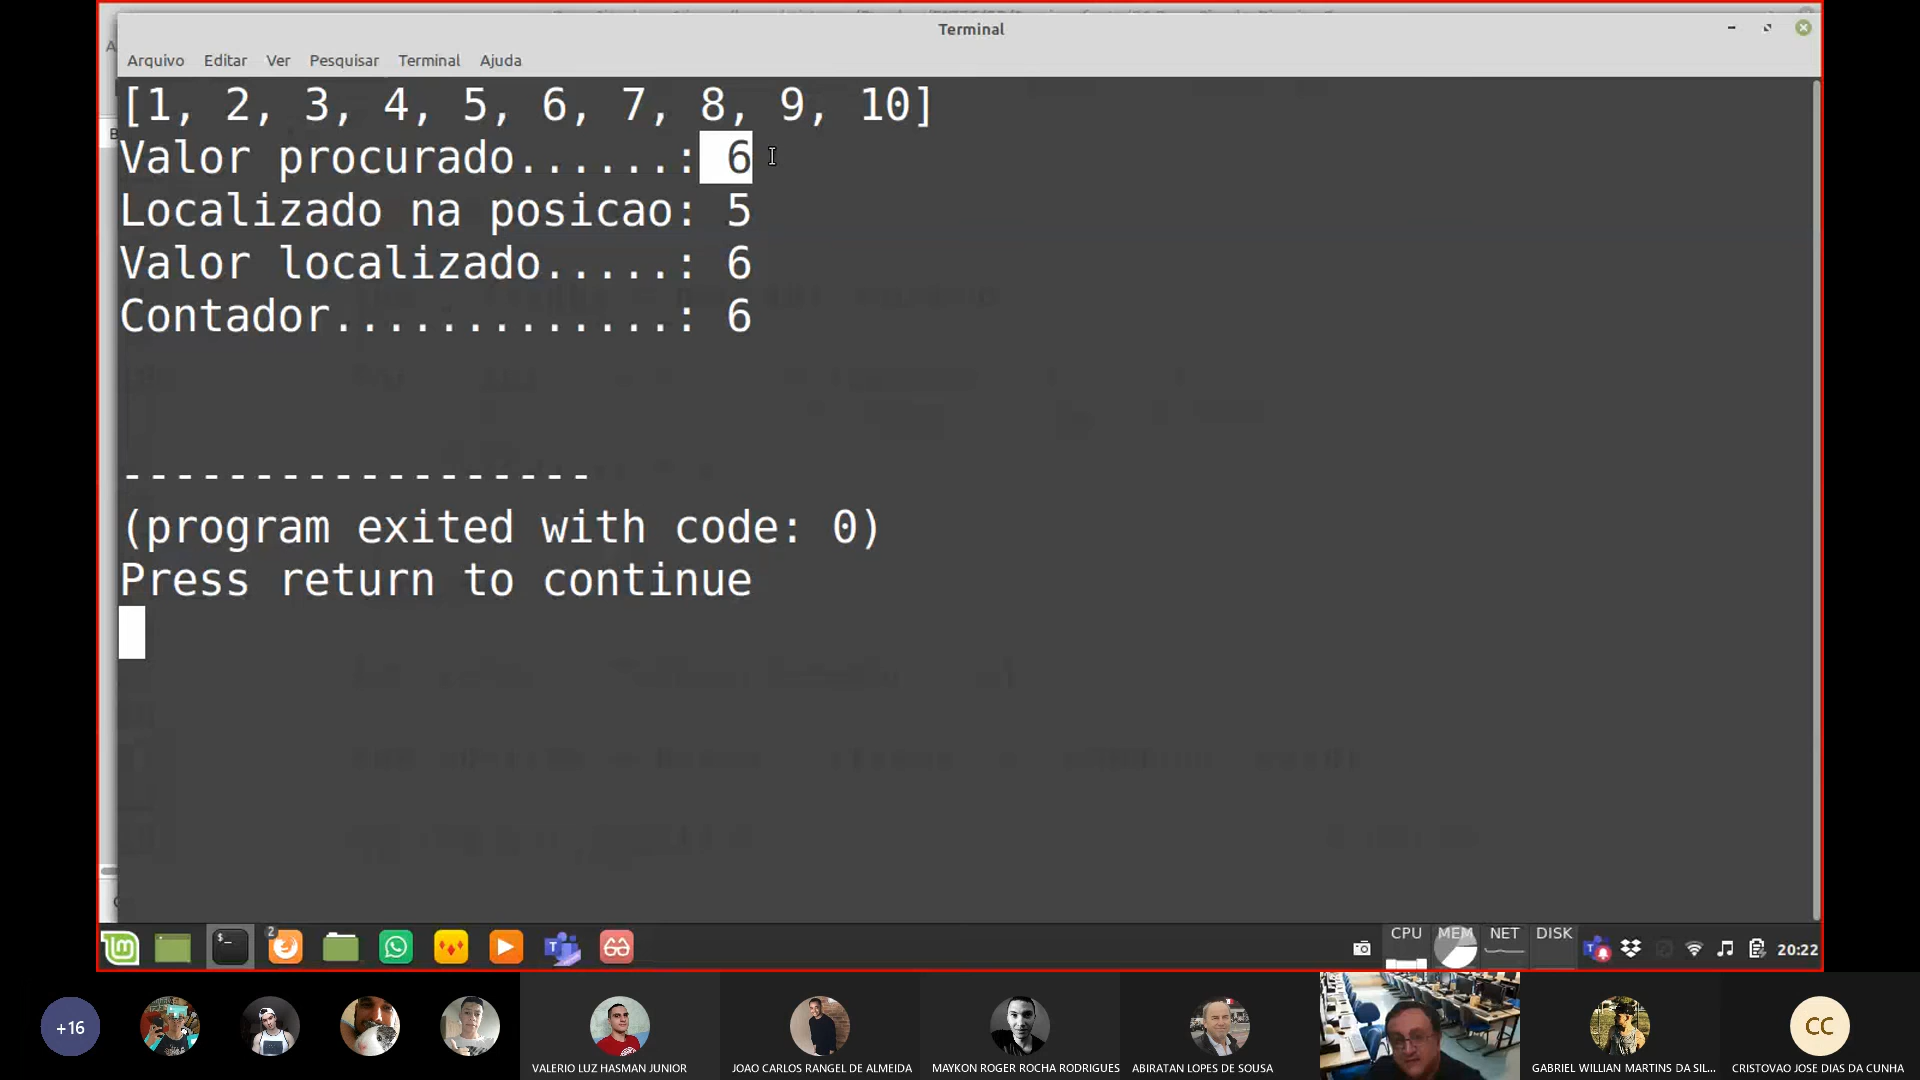 Terminal
Arquivo Editar Ver Pesquisar Terminal Ajuda
[1, 2, 3, 4, 5, 6, 7, 8, 9, 10]
Valor procurado......: 6
Localizado na posicao: 5
Valor localizado.....: 6
Contador.............: 6
------------------
(program exited with code: 0)
Press return to continue
2
CPU MEM NET DISK
20:22
+16
VALERIO LUZ HASMAN JUNIOR
JOAO CARLOS RANGEL DE ALMEIDA
MAYKON ROGER ROCHA RODRIGUES
ABIRATAN LOPES DE SOUSA
GABRIEL WILLIAN MARTINS DA SIL...
CC
CRISTOVAO JOSE DIAS DA CUNHA